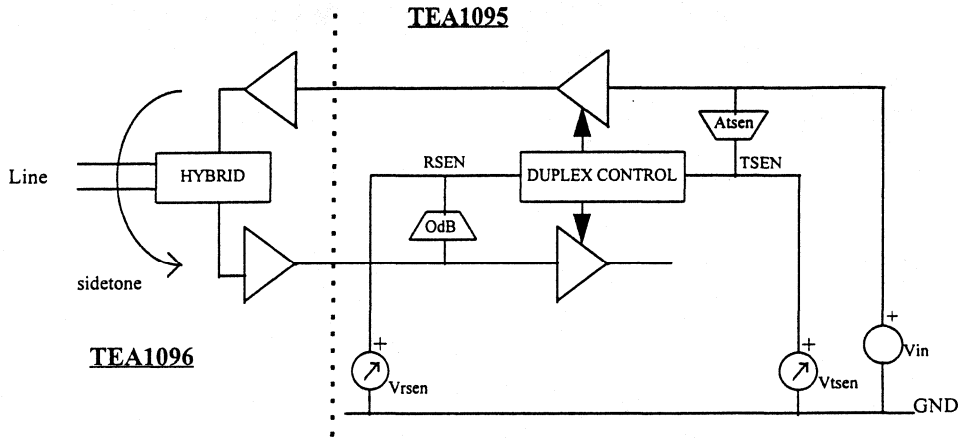 TEA1095
Atsen
RSEN
DUPLEX CONTROL
TSEN
Line
HYBRID
OdB
sidetone
TEA1096
+
Vrsen
+
Vtsen
+
Vin
GND